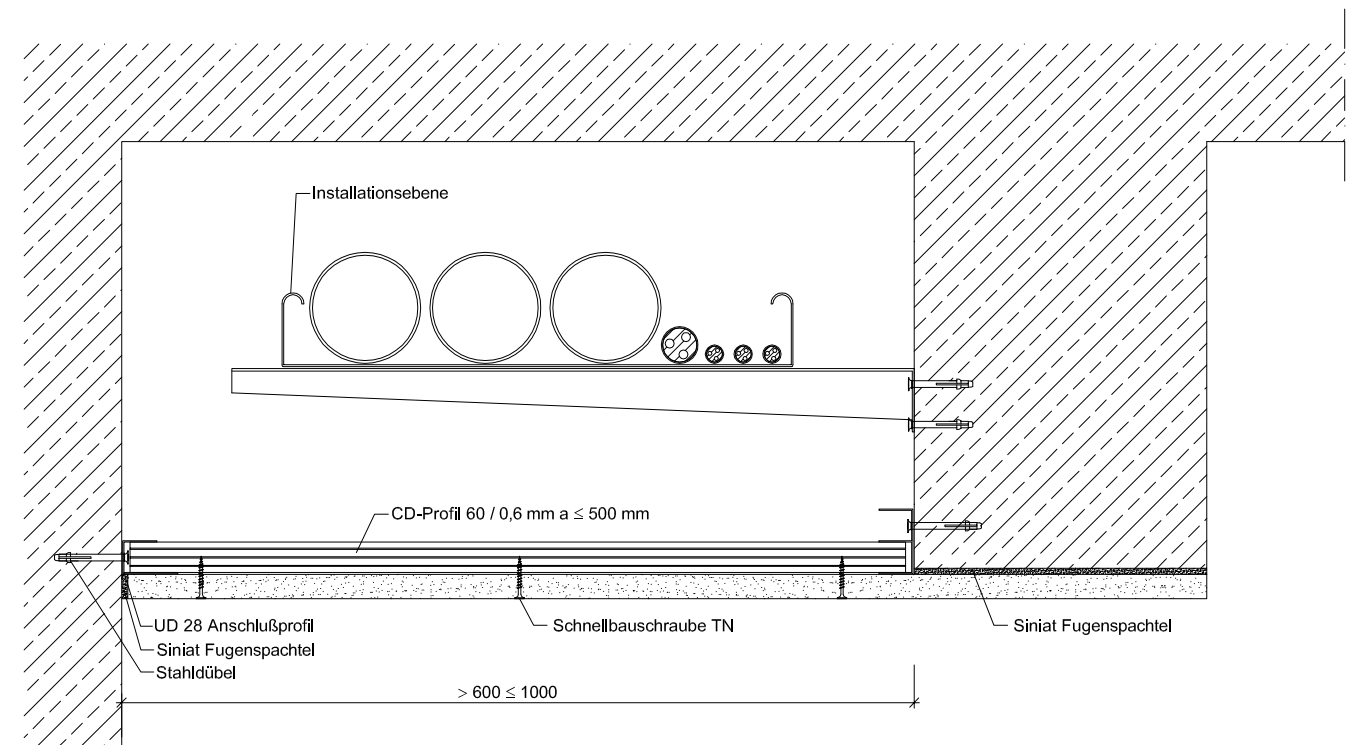 Installationsebene
CD-Profil 60 / 0,6 mm a ≤ 500 mm
UD 28 Anschlußprofil
Schnellbauschraube TN
Siniat Fugenspachtel
Siniat Fugenspachtel
Stahldübel
> 600 ≤ 1000